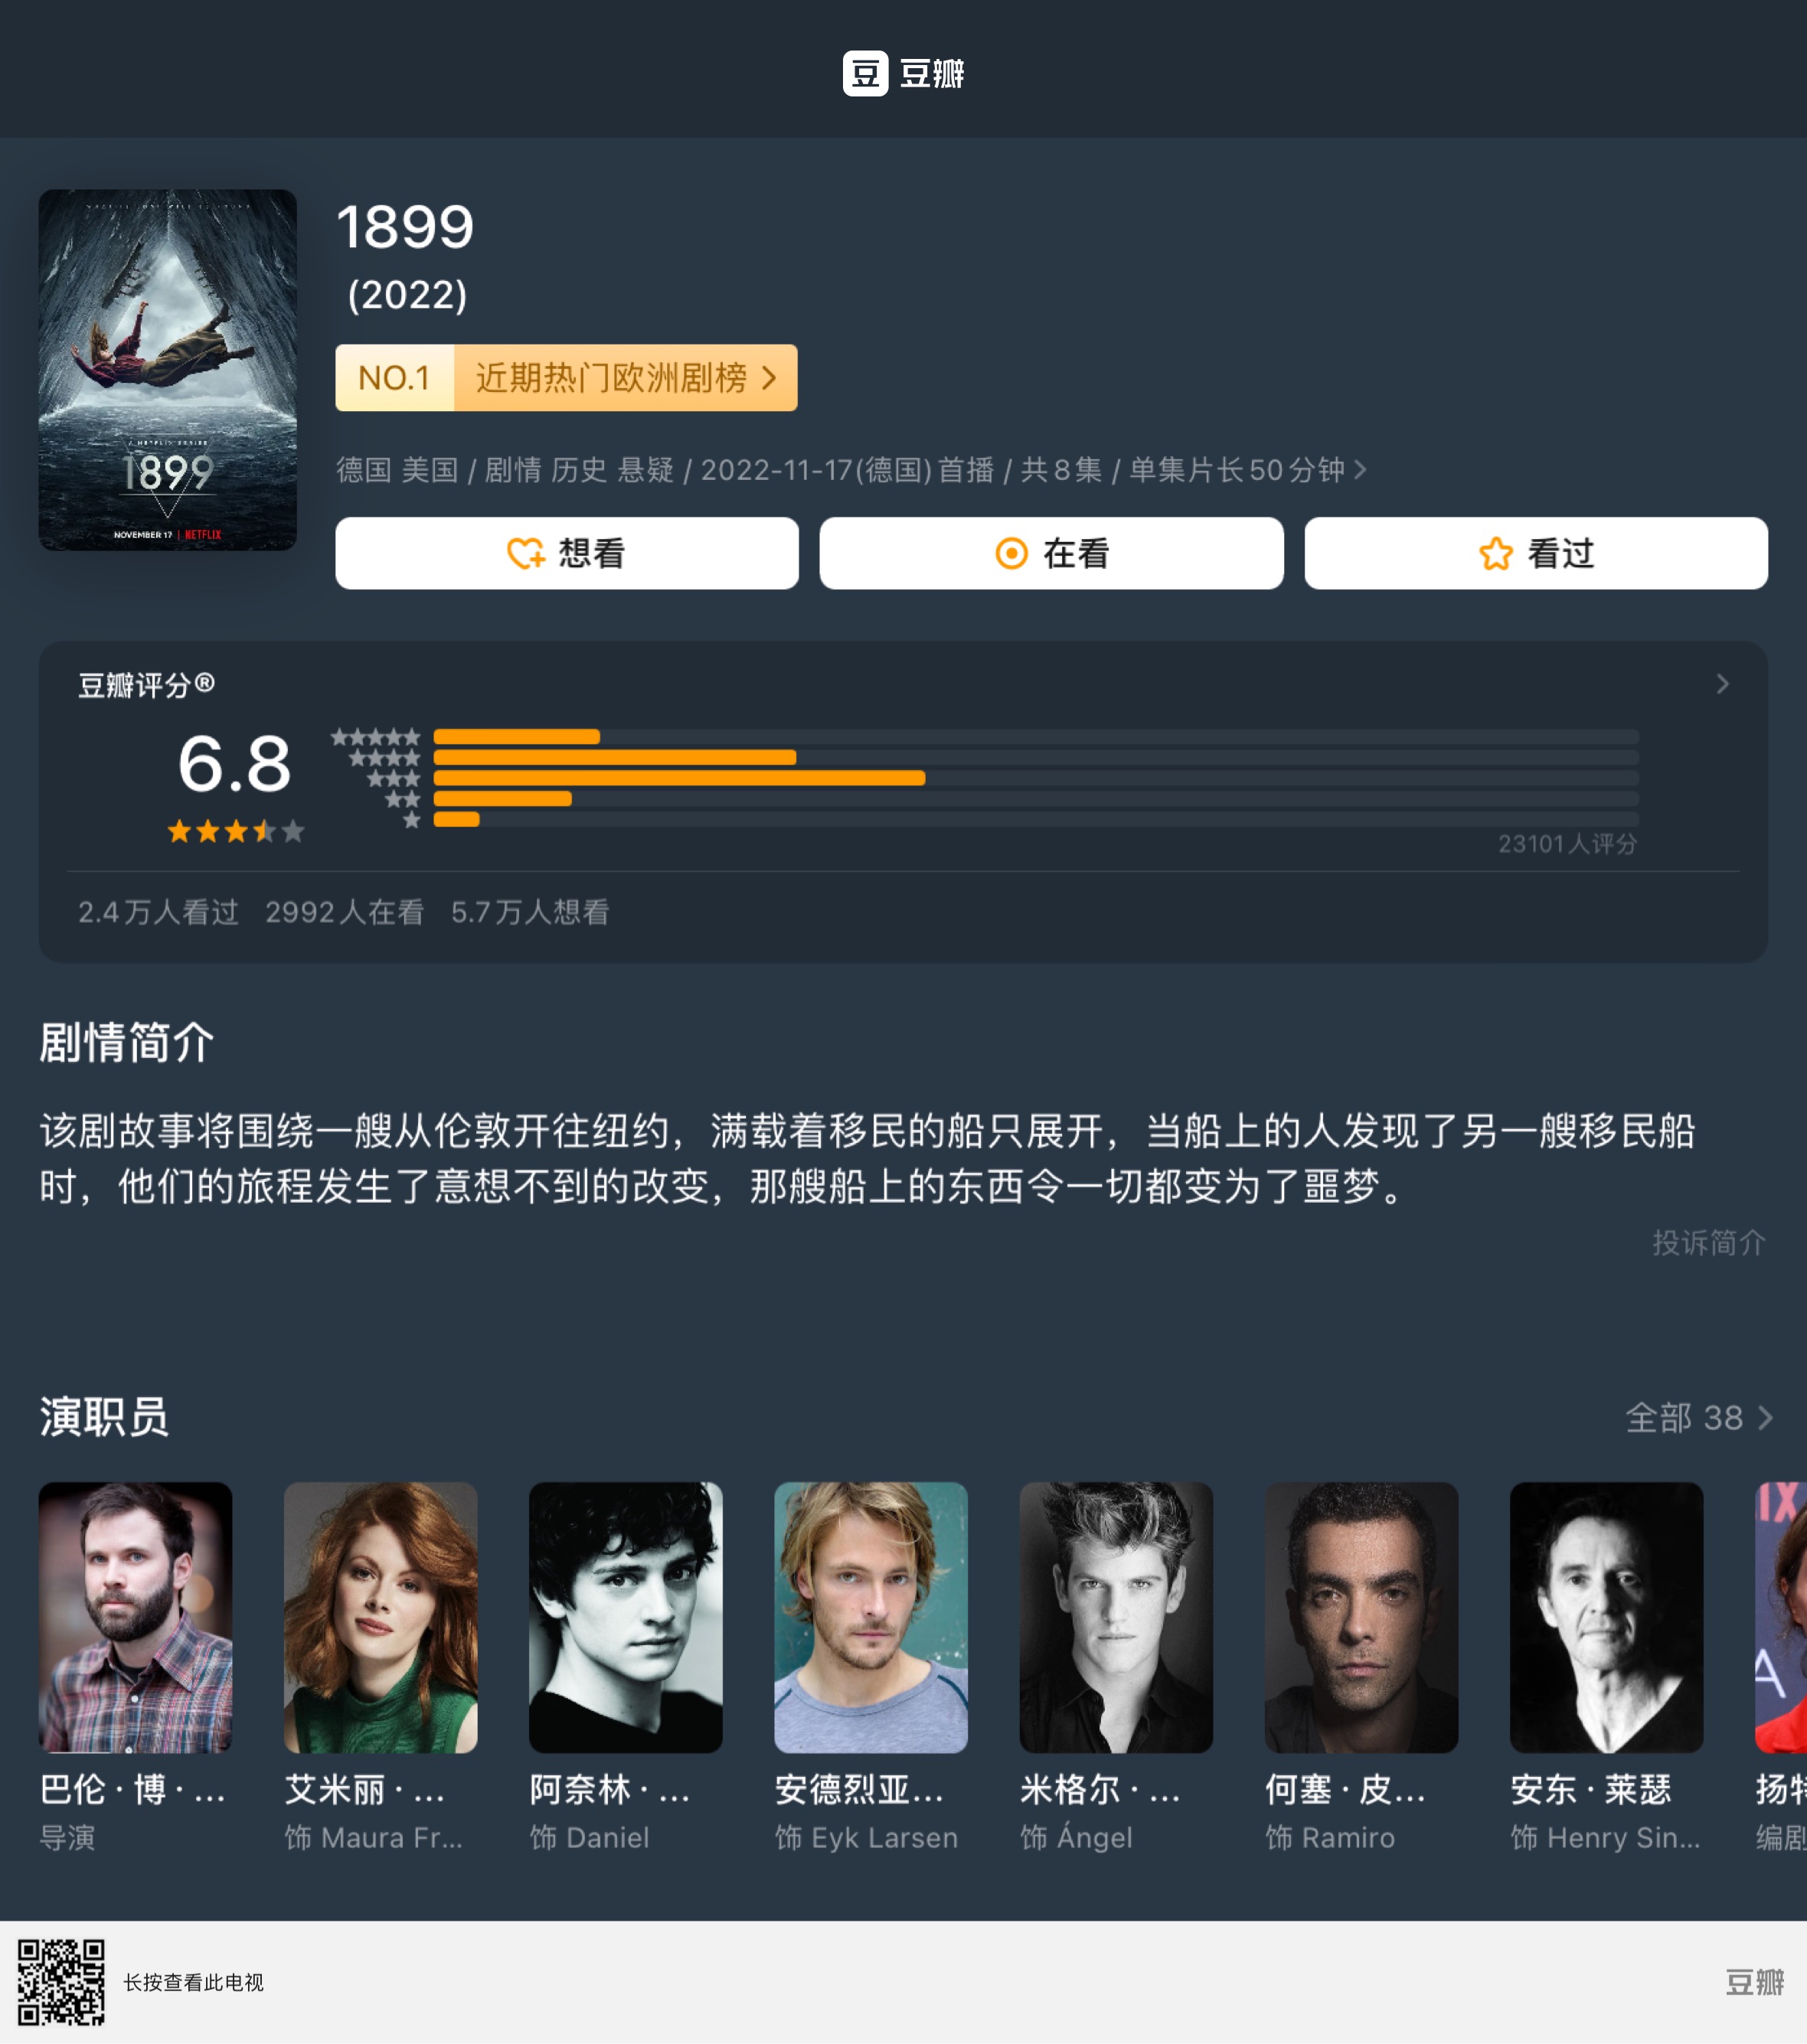 豆 豆瓣
1899
(2022)
NO.1 近期热门欧洲剧榜
德国 美国 / 剧情 历史 悬疑 / 2022-11-17(德国)首播 / 共8集 / 单集片长50分钟
1899
NOVEMBER 17 | NETFLIX
想看 在看 看过
豆瓣评分®
6.8
23101人评分
2.4万人看过 2992人在看 5.7万人想看
剧情简介
该剧故事将围绕一艘从伦敦开往纽约，满载着移民的船只展开，当船上的人发现了另一艘移民船
时，他们的旅程发生了意想不到的改变，那艘船上的东西令一切都变为了噩梦。
投诉简介
演职员 全部 38
巴伦·博·... 艾米丽·... 阿奈林·... 安德烈亚... 米格尔·... 何塞·皮... 安东·莱瑟 扬特
导演 饰 Maura Fr... 饰 Daniel 饰 Eyk Larsen 饰 Ángel 饰 Ramiro 饰 Henry Sin... 编剧
长按查看此电视 豆瓣